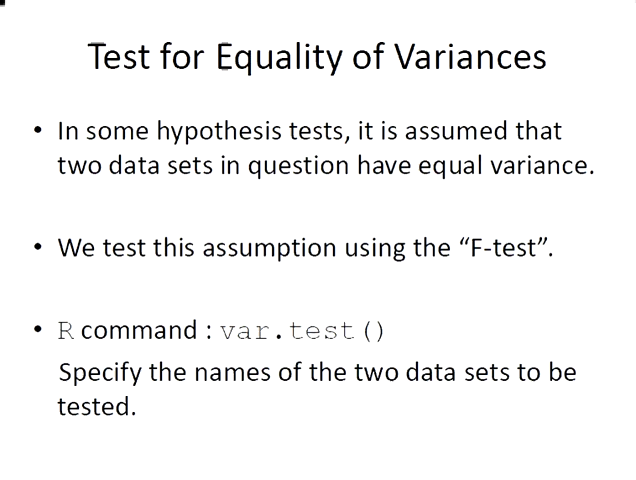 Test for Equality of Variances
• In some hypothesis tests, it is assumed that
two data sets in question have equal variance.
• We test this assumption using the “F-test”.
• R command : var.test()
Specify the names of the two data sets to be
tested.